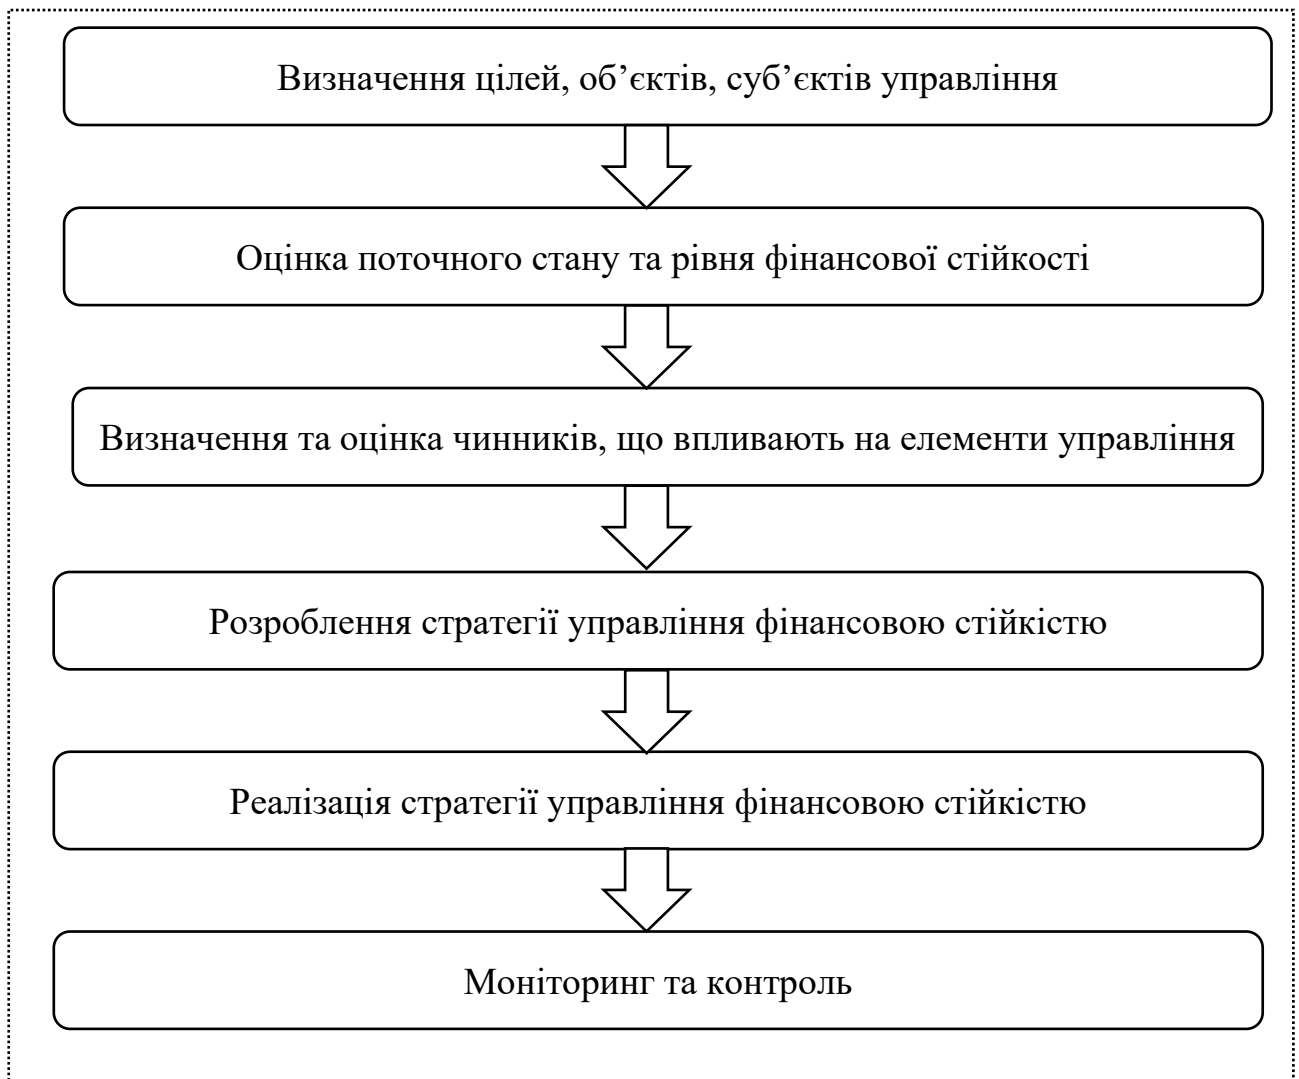 Визначення цілей, об’єктів, суб’єктів управління
Оцінка поточного стану та рівня фінансової стійкості
Визначення та оцінка чинників, що впливають на елементи управління
Розроблення стратегії управління фінансовою стійкістю
Реалізація стратегії управління фінансовою стійкістю
Моніторинг та контроль